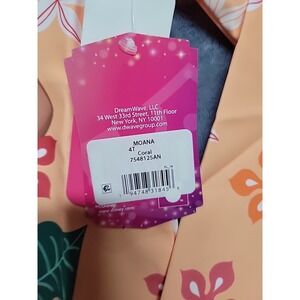 DreamWave, LLC
34 West 33rd Street, 11th Floor
New York, NY 10001
www.dwavegroup.com
MOANA
4T
Coral
7548125AN